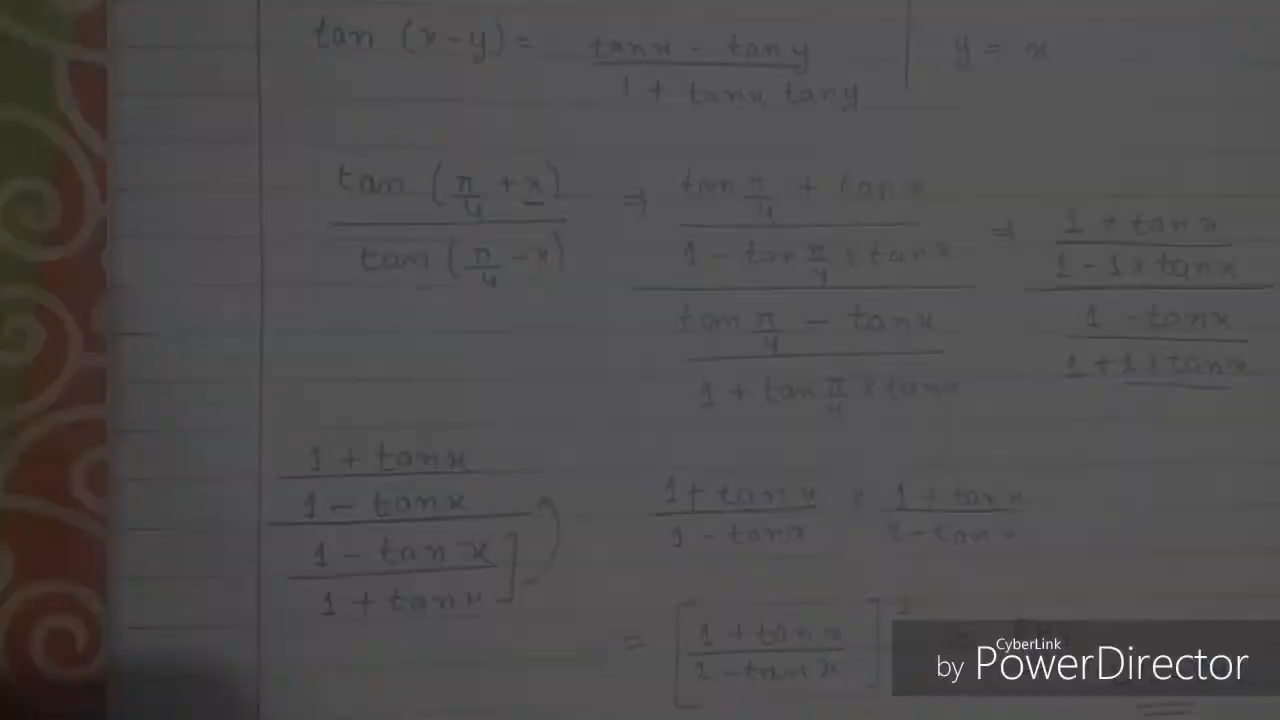 tan (x-y) = (tan x - tan y) / (1 + tan x tan y) | y = x
tan (π/4 + x) / tan (π/4 - x) ⇒ ((tan π/4 + tan x) / (1 - tan π/4 × tan x)) / ((tan π/4 - tan x) / (1 + tan π/4 × tan x)) ⇒ ((1 + tan x) / (1 - 1 × tan x)) / ((1 - tan x) / (1 + 1 × tan x))
((1 + tan x) / (1 - tan x)) / ((1 - tan x) / (1 + tan x)) (1 + tan x) / (1 - tan x) × (1 + tan x) / (1 - tan x)
= [(1 + tan x) / (1 - tan x)]² =
CyberLink
by PowerDirector